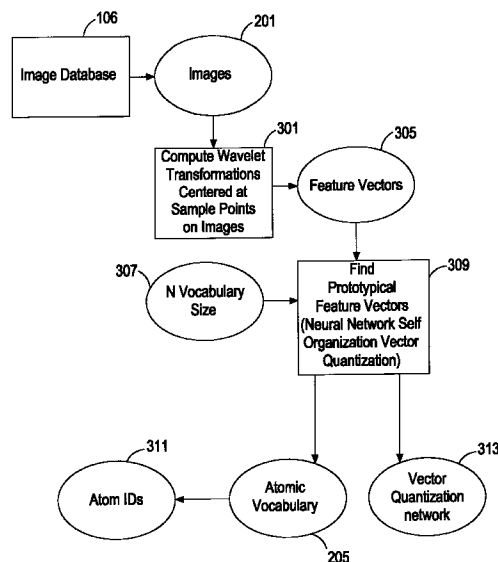 106
201
Image Database
Images
301
305
Compute Wavelet
Transformations
Centered at
Sample Points
on Images
Feature Vectors
307
N Vocabulary
Size
309
Find
Prototypical
Feature Vectors
(Neural Network Self
Organization Vector
Quantization)
311
313
Atom IDs
Atomic
Vocabulary
Vector
Quantization
network
205